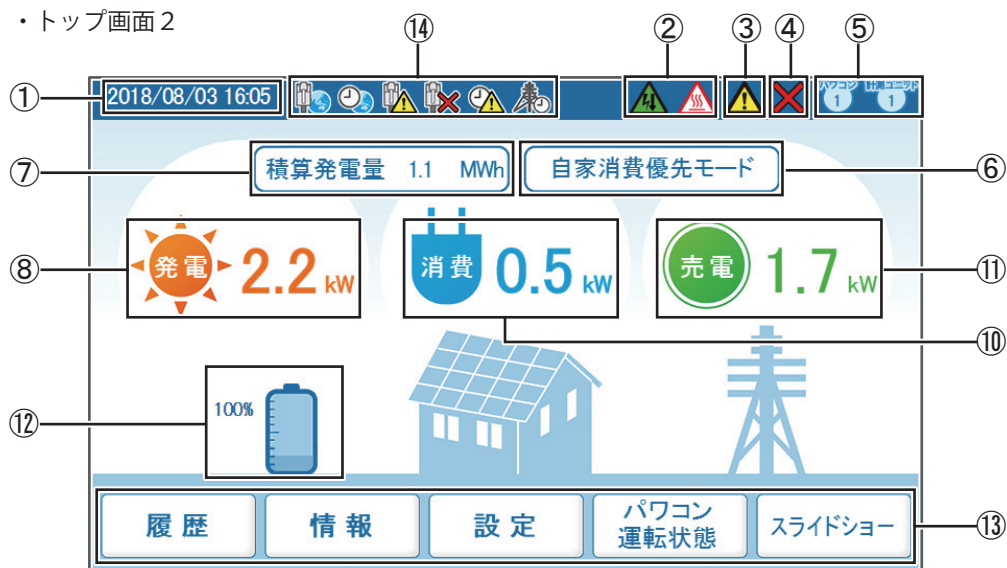 ・トップ画面２
⑭ ② ③ ④ ⑤
① 2018/08/03 16:05 パワコン 1 計測ユニット 1
⑦ 積算発電量 1.1 MWh 自家消費優先モード ⑥
⑧ 発電 2.2 kW 消費 0.5 kW 売電 1.7 kW ⑪
⑩
⑫ 100%
履歴 情報 設定 パワコン 運転状態 スライドショー ⑬